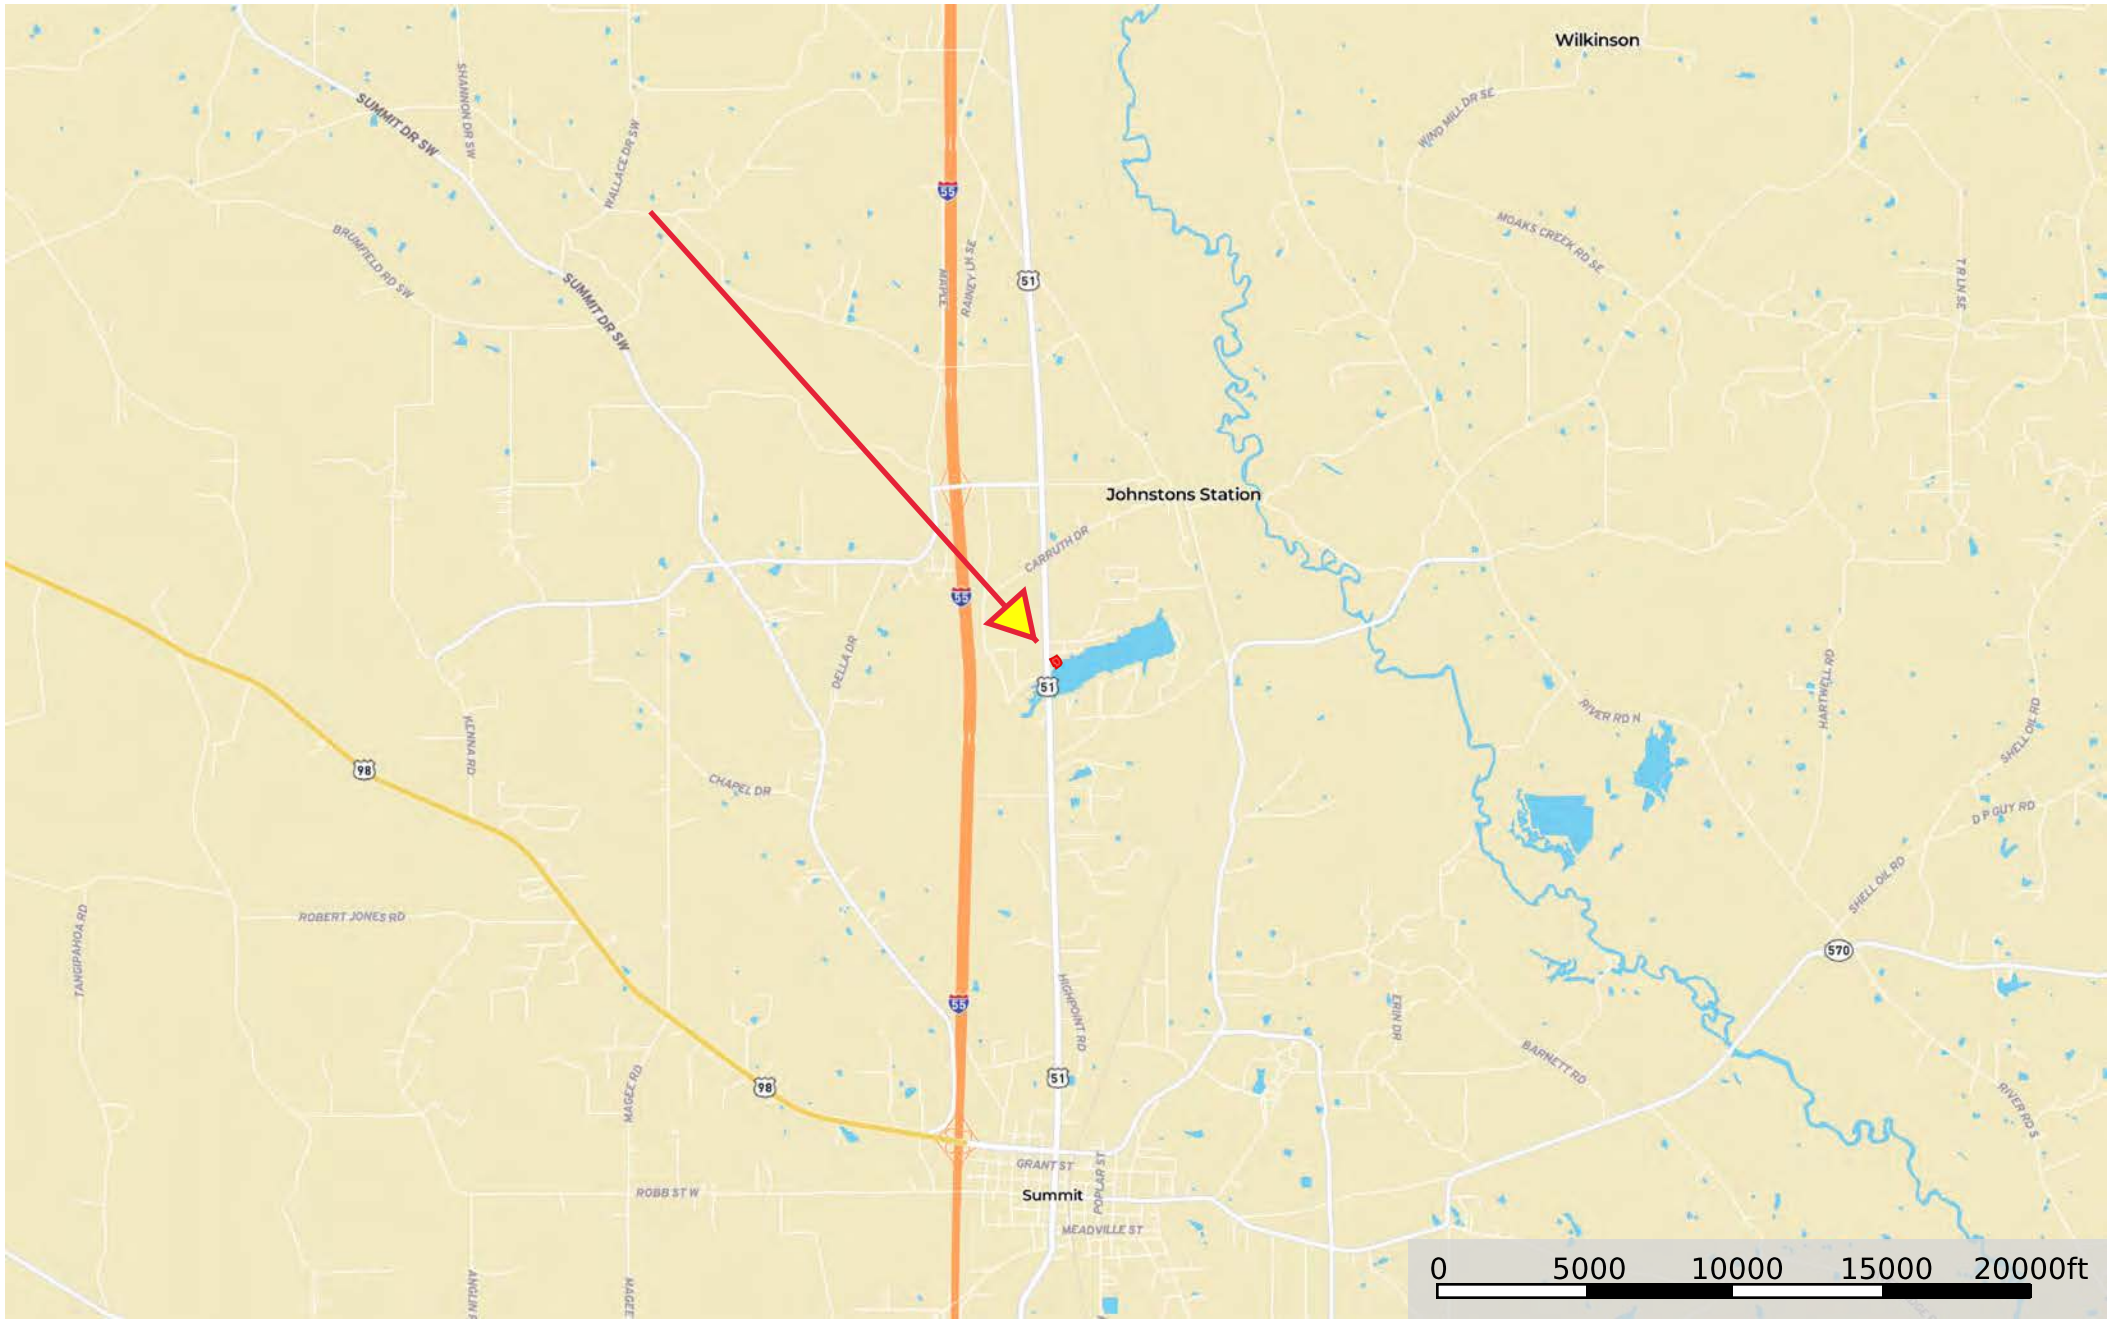 Wilkinson
SHANNON DR SW
SUMMIT DR SW
WALLACE DR SW
WIND MILL DR SE
55
MOAKS CREEK RD SE
BRUMFIELD RD SW
SUMMIT DR SW
MAPLE
RAINEY LN SE
51
T R LN SE
Johnstons Station
CARRUTH DR
55
DELLA DR
51
KENNA RD
98
CHAPEL DR
RIVER RD N
HARTWELL RD
SHELL OIL RD
D P GUY RD
SHELL OIL RD
ROBERT JONES RD
TANGIPAHOA RD
570
55
HIGHPOINT RD
ERIN DR
BARNETT RD
51
98
MAGEE RD
RIVER RD S
GRANT ST
POPLAR ST
ROBB ST W
Summit
MEADVILLE ST
ANGLIN
MAGEE
0 5000 10000 15000 20000ft